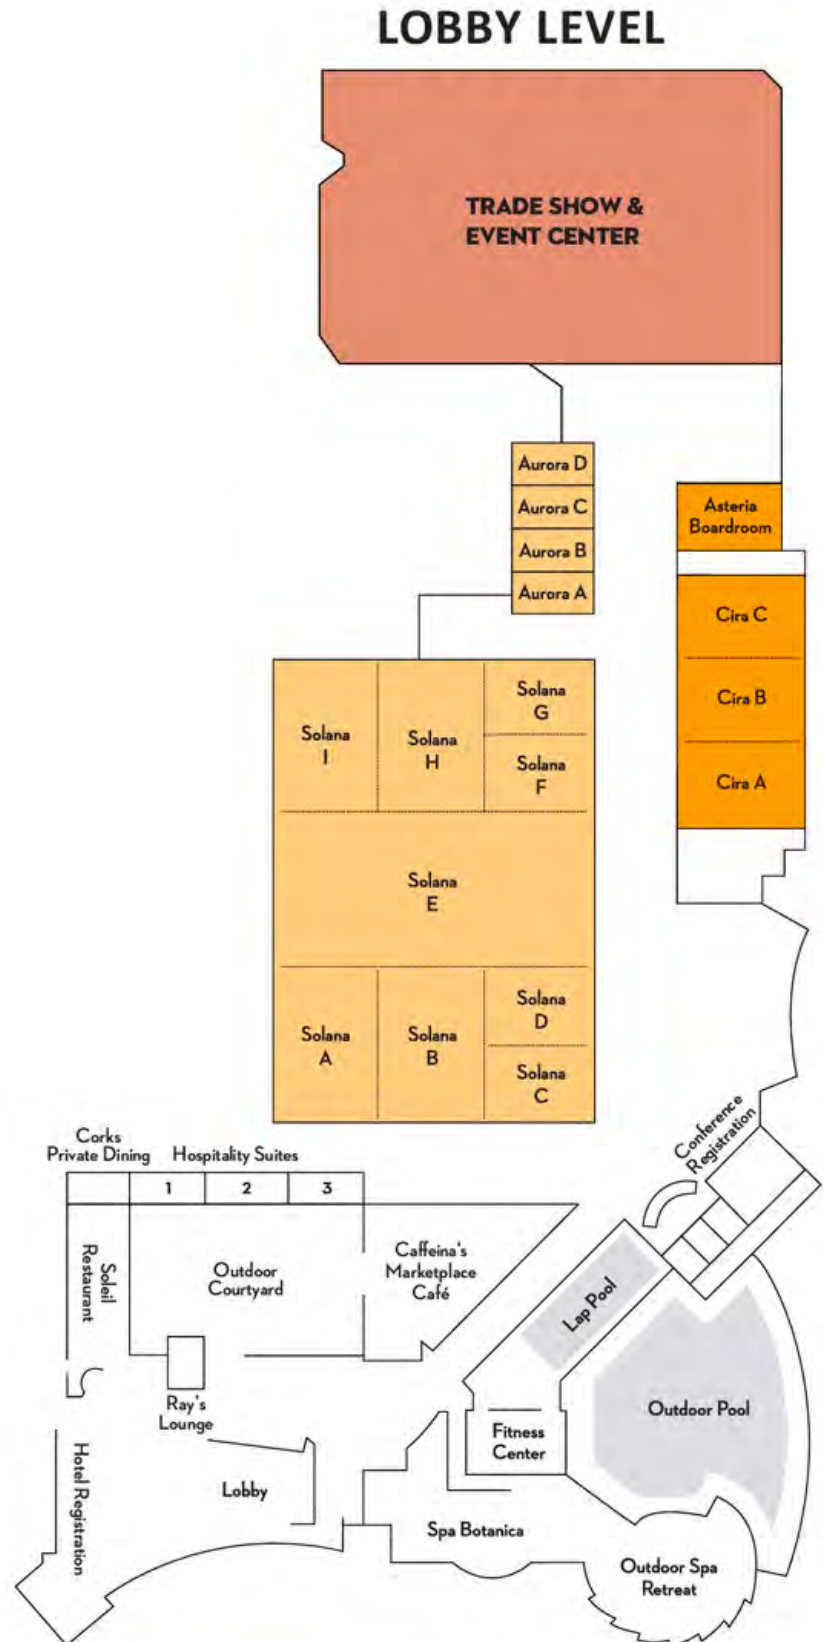 LOBBY LEVEL
TRADE SHOW &
EVENT CENTER
Aurora D
Aurora C
Aurora B
Aurora A
Asteria
Boardroom
Cira C
Cira B
Cira A
Solana
I
Solana
H
Solana
G
Solana
F
Solana
E
Solana
A
Solana
B
Solana
D
Solana
C
Conference
Registration
Corks
Private Dining
Hospitality Suites
1
2
3
Soleil
Restaurant
Outdoor
Courtyard
Caffeina's
Marketplace
Café
Lap Pool
Outdoor Pool
Ray's
Lounge
Fitness
Center
Hotel Registration
Lobby
Spa Botanica
Outdoor Spa
Retreat